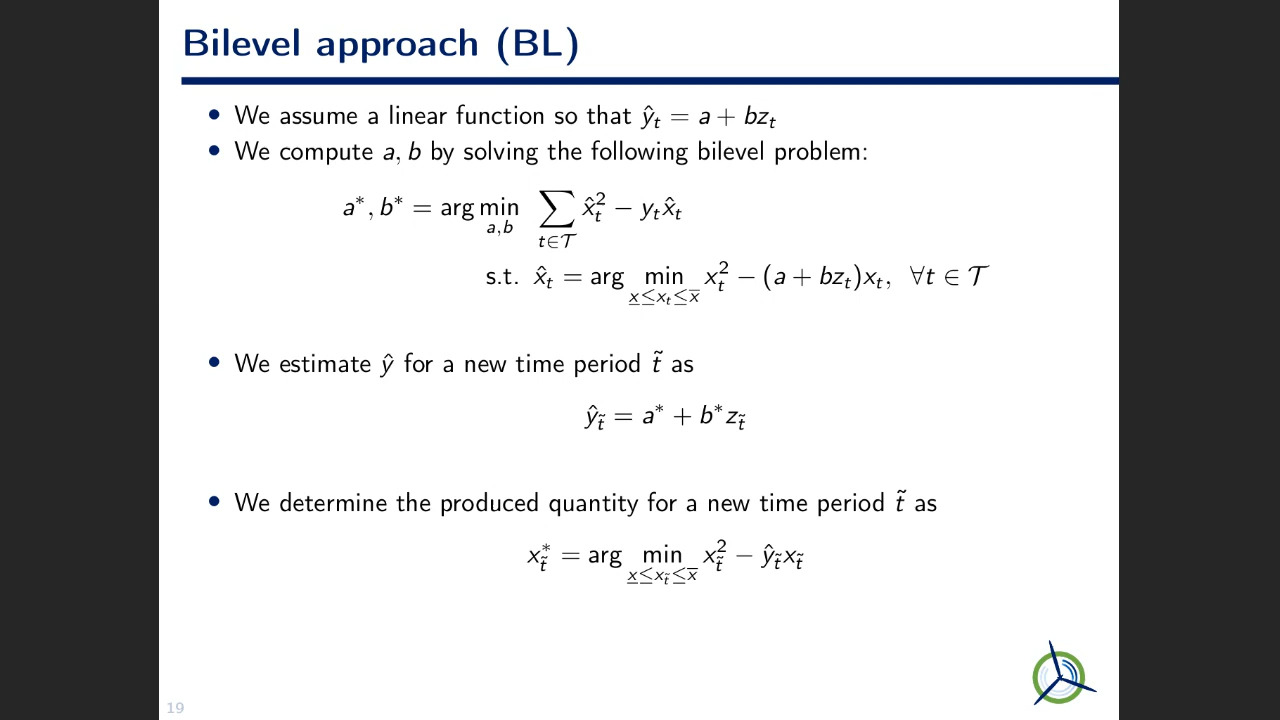 Bilevel approach (BL)
• We assume a linear function so that ŷ_t = a + bz_t
• We compute a, b by solving the following bilevel problem:
a*, b* = arg min_{a,b} ∑_{t∈𝒯} x̂_t^2 − y_t x̂_t
s.t. x̂_t = arg min_{x̲≤x_t≤x̅} x_t^2 − (a + bz_t)x_t, ∀t ∈ 𝒯
• We estimate ŷ for a new time period t̃ as
ŷ_t̃ = a* + b*z_t̃
• We determine the produced quantity for a new time period t̃ as
x*_t̃ = arg min_{x̲≤x_t̃≤x̅} x_t̃^2 − ŷ_t̃ x_t̃
19